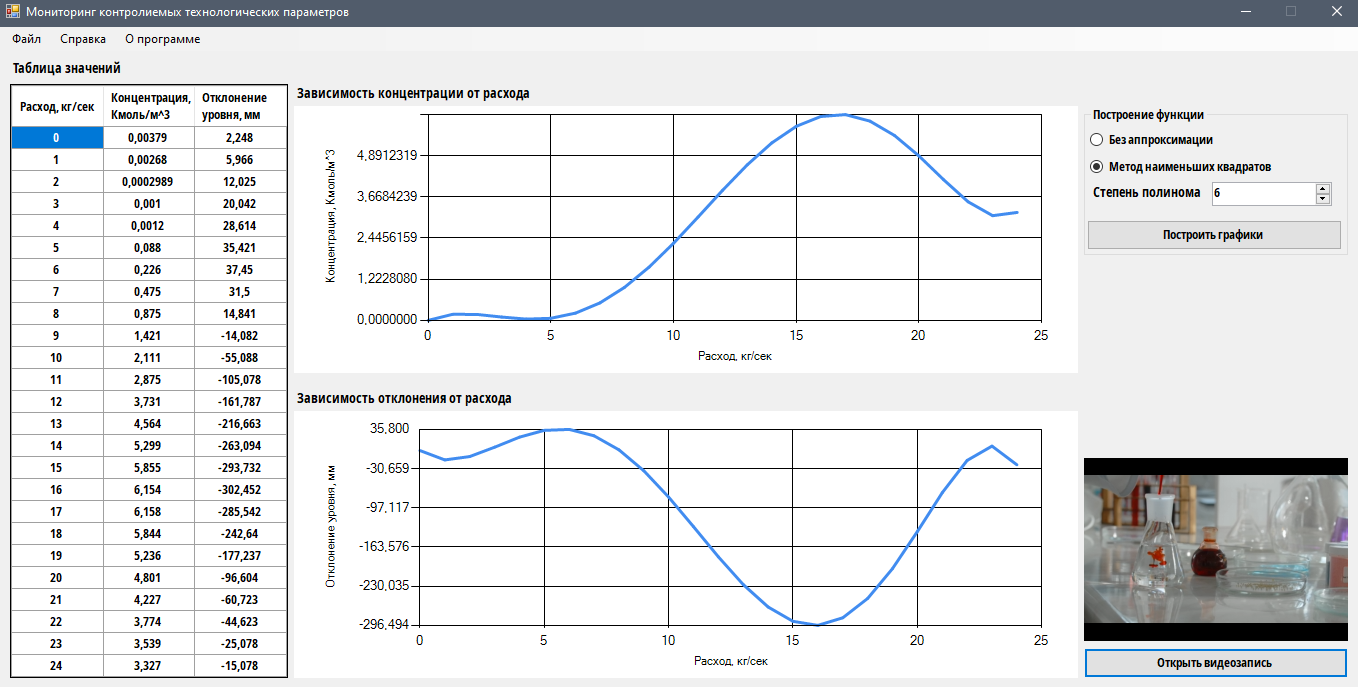 Мониторинг контролиемых технологических параметров
Файл Справка О программе
Таблица значений
Расход, кг/сек Концентрация, Кмоль/м^3 Отклонение уровня, мм
0 0,00379 2,248
1 0,00268 5,966
2 0,0002989 12,025
3 0,001 20,042
4 0,0012 28,614
5 0,088 35,421
6 0,226 37,45
7 0,475 31,5
8 0,875 14,841
9 1,421 -14,082
10 2,111 -55,088
11 2,875 -105,078
12 3,731 -161,787
13 4,564 -216,663
14 5,299 -263,094
15 5,855 -293,732
16 6,154 -302,452
17 6,158 -285,542
18 5,844 -242,64
19 5,236 -177,237
20 4,801 -96,604
21 4,227 -60,723
22 3,774 -44,623
23 3,539 -25,078
24 3,327 -15,078
Зависимость концентрации от расхода
Концентрация, Кмоль/м^3
4,8912319
3,6684239
2,4456159
1,2228080
0,0000000
0 5 10 15 20 25
Расход, кг/сек
Зависимость отклонения от расхода
Отклонение уровня, мм
35,800
-30,659
-97,117
-163,576
-230,035
-296,494
0 5 10 15 20 25
Расход, кг/сек
Построение функции
Без аппроксимации
Метод наименьших квадратов
Степень полинома 6
Построить графики
Открыть видеозапись